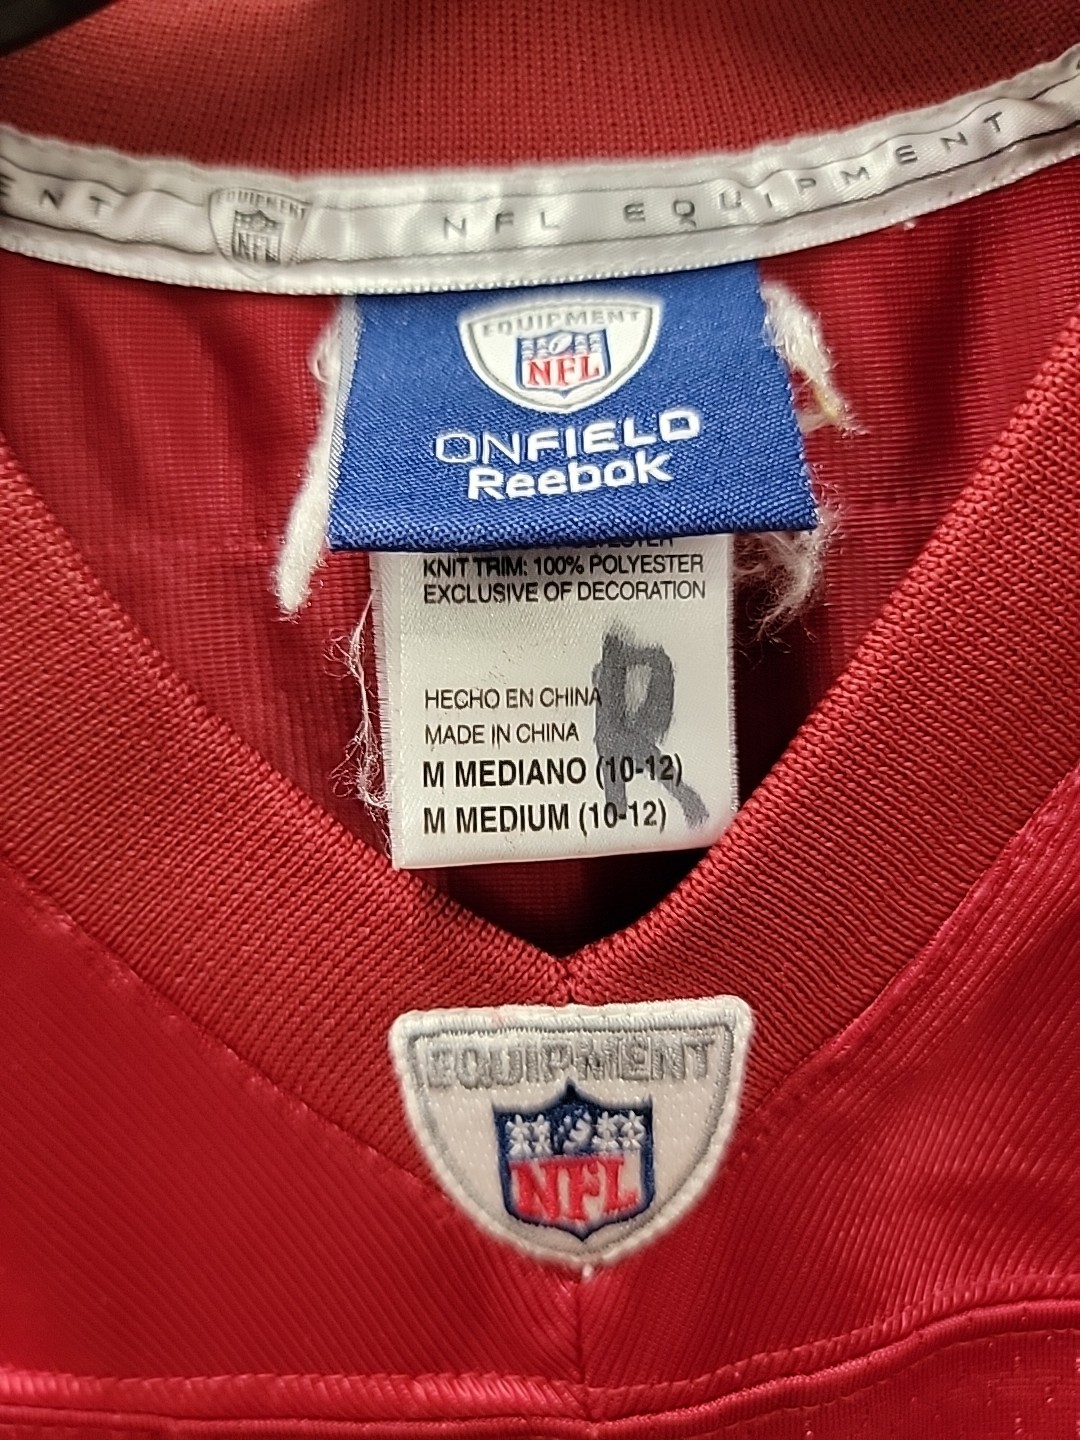 ENT
EQUIPMENT
NFL
NFL EQUIPMENT
EQUIPMENT
NFL
ONFIELD
Reebok
KNIT TRIM: 100% POLYESTER
EXCLUSIVE OF DECORATION
R
HECHO EN CHINA
MADE IN CHINA
M MEDIANO (10-12)
M MEDIUM (10-12)
EQUIPMENT
NFL